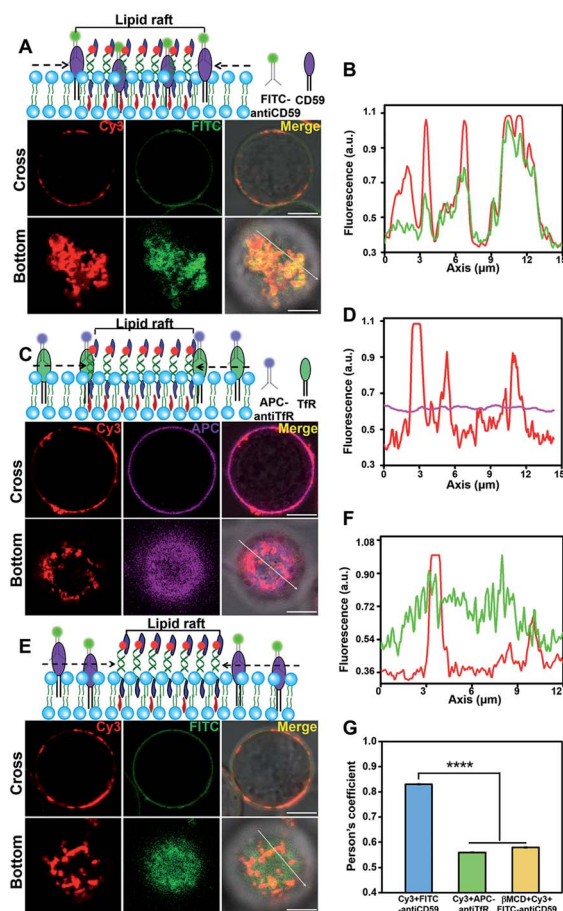 A
Lipid raft
FITC-antiCD59
CD59
Cy3
FITC
Merge
Cross
Bottom
B
Fluorescence (a.u.)
1.1
0.9
0.7
0.5
0.3
0 3 6 9 12 15
Axis (μm)
C
Lipid raft
APC-antiTfR
TfR
Cy3
APC
Merge
Cross
Bottom
D
Fluorescence (a.u.)
1.1
0.9
0.7
0.5
0.3
0 3 6 9 12 15
Axis (μm)
E
Lipid raft
Cy3
FITC
Merge
Cross
Bottom
F
Fluorescence (a.u.)
1.08
0.90
0.72
0.54
0.36
0 3 6 9 12
Axis (μm)
G
Person's coefficient
1.0
0.9
0.8
0.7
0.6
0.5
0.4
****
Cy3+FITC
-antiCD59
Cy3+APC-
antiTfR
βMCD+Cy3+
FITC-antiCD59